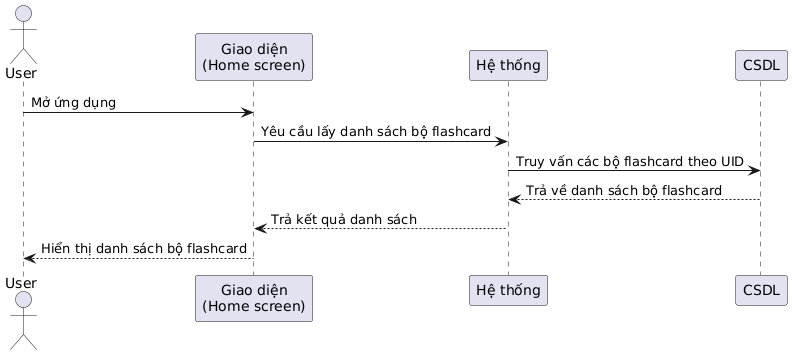 Giao diện
(Home screen)
Hệ thống
CSDL
User
Mở ứng dụng
Yêu cầu lấy danh sách bộ flashcard
Truy vấn các bộ flashcard theo UID
Trả về danh sách bộ flashcard
Trả kết quả danh sách
Hiển thị danh sách bộ flashcard
User
Giao diện
(Home screen)
Hệ thống
CSDL